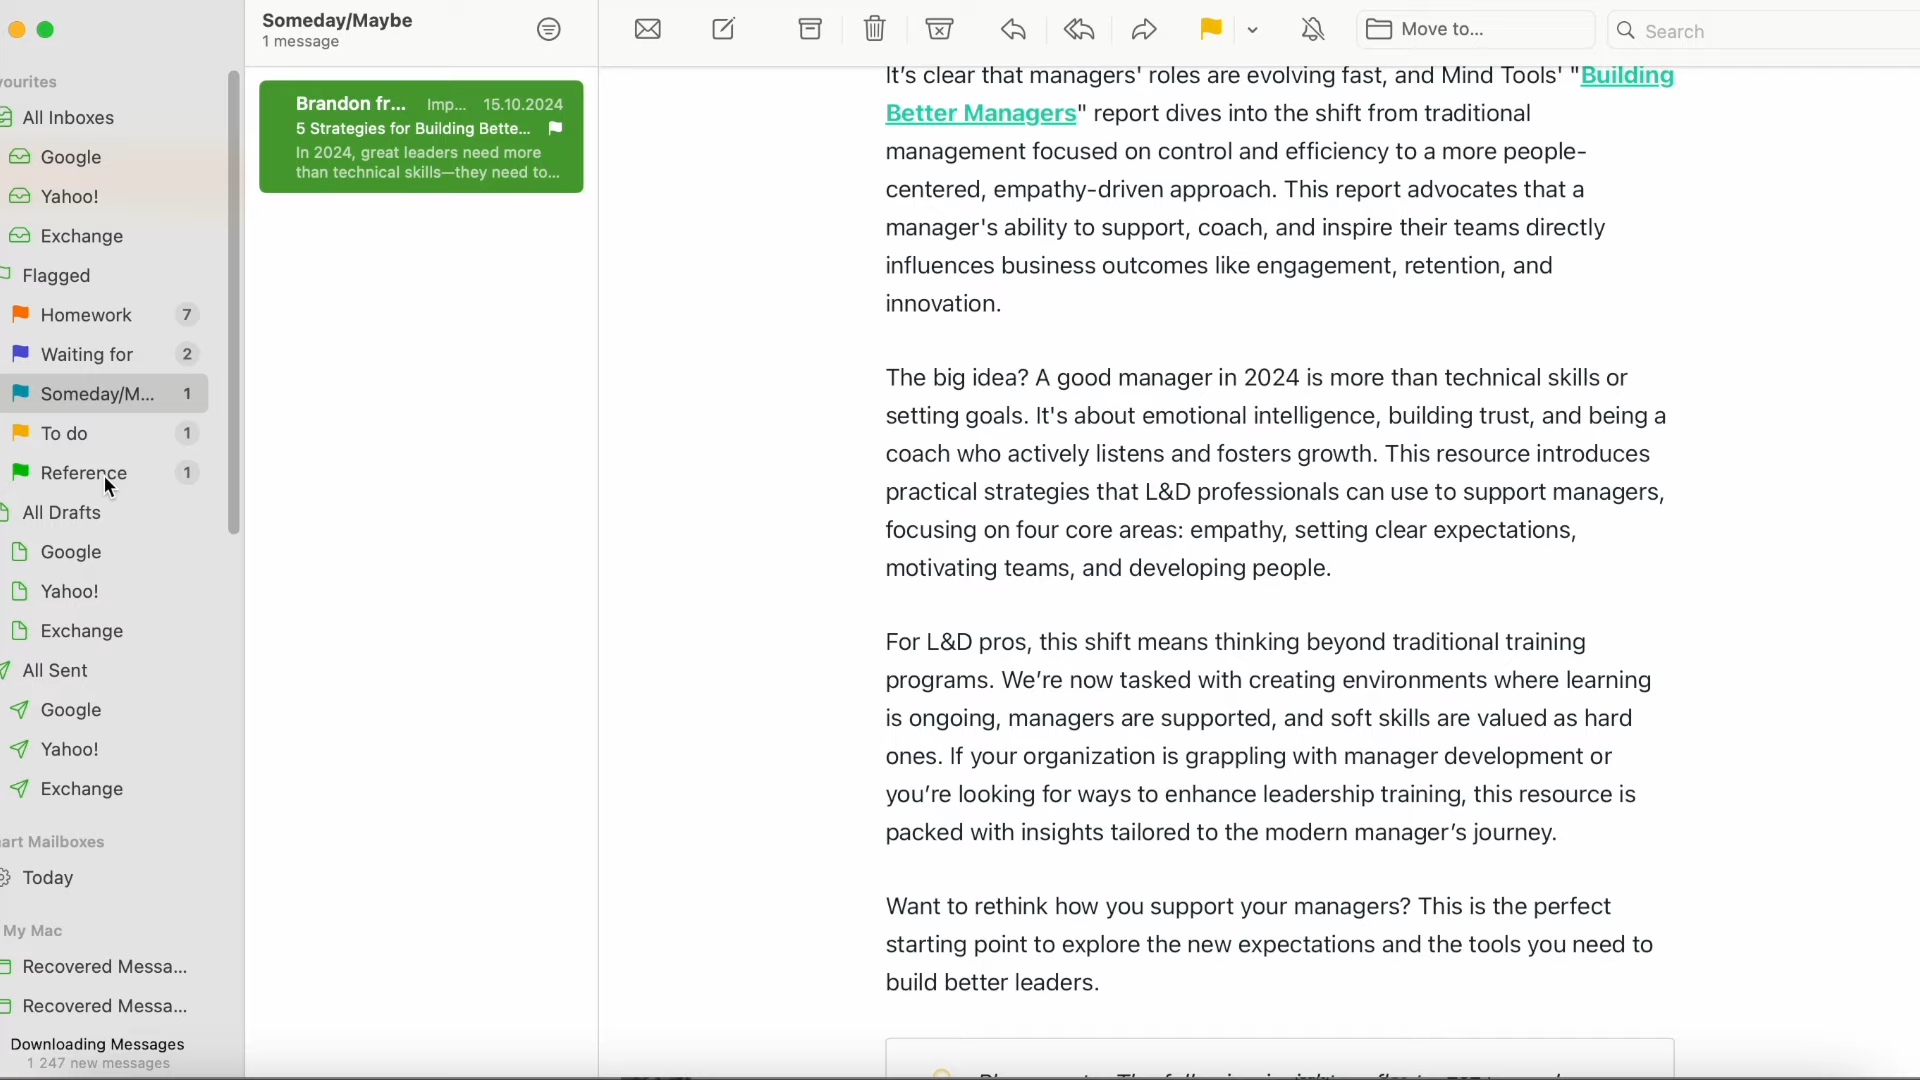 Someday/Maybe
1 message
Move to...
Search
vourites
All Inboxes
Google
Yahoo!
Exchange
Flagged
Homework 7
Waiting for 2
Someday/M... 1
To do 1
Reference 1
All Drafts
Google
Yahoo!
Exchange
All Sent
Google
Yahoo!
Exchange
art Mailboxes
Today
My Mac
Recovered Messa...
Recovered Messa...
Downloading Messages
1 247 new messages
Brandon fr... Imp... 15.10.2024
5 Strategies for Building Bette...
In 2024, great leaders need more
than technical skills—they need to...
It's clear that managers' roles are evolving fast, and Mind Tools' "Building
Better Managers" report dives into the shift from traditional
management focused on control and efficiency to a more people-
centered, empathy-driven approach. This report advocates that a
manager's ability to support, coach, and inspire their teams directly
influences business outcomes like engagement, retention, and
innovation.
The big idea? A good manager in 2024 is more than technical skills or
setting goals. It's about emotional intelligence, building trust, and being a
coach who actively listens and fosters growth. This resource introduces
practical strategies that L&D professionals can use to support managers,
focusing on four core areas: empathy, setting clear expectations,
motivating teams, and developing people.
For L&D pros, this shift means thinking beyond traditional training
programs. We're now tasked with creating environments where learning
is ongoing, managers are supported, and soft skills are valued as hard
ones. If your organization is grappling with manager development or
you're looking for ways to enhance leadership training, this resource is
packed with insights tailored to the modern manager's journey.
Want to rethink how you support your managers? This is the perfect
starting point to explore the new expectations and the tools you need to
build better leaders.